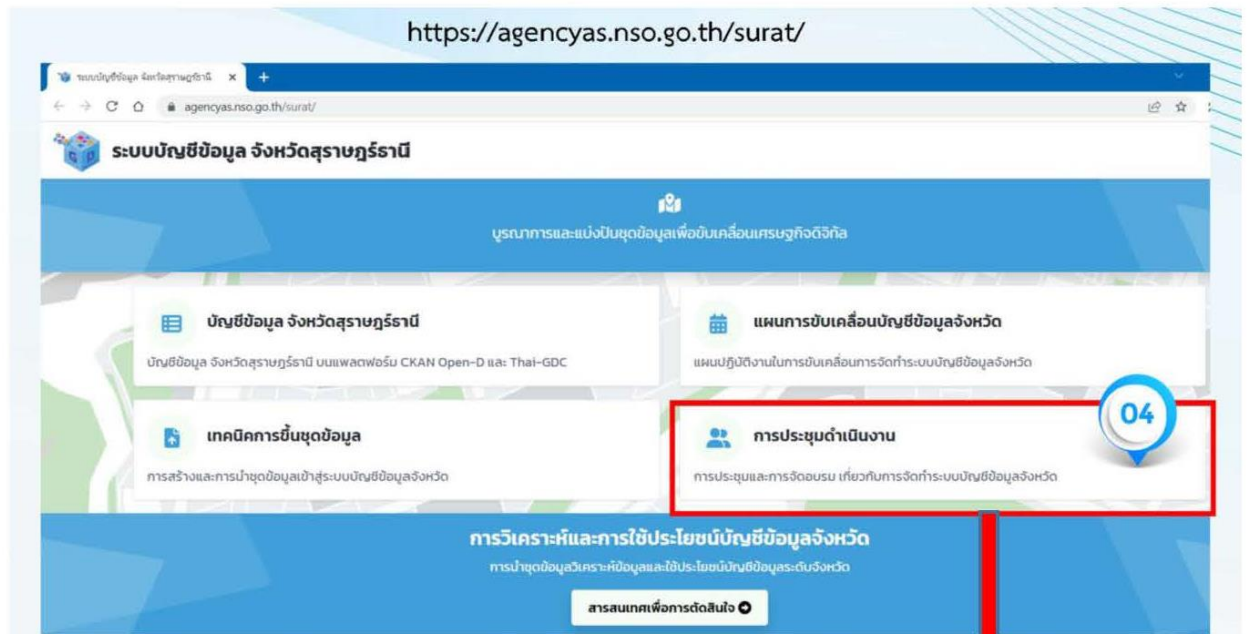 https://agencyas.nso.go.th/surat/
ระบบบัญชีข้อมูล จังหวัดสุราษฎร์ธานี x +
agencyas.nso.go.th/surat/
ระบบบัญชีข้อมูล จังหวัดสุราษฎร์ธานี
บูรณาการและแบ่งปันชุดข้อมูลเพื่อขับเคลื่อนเศรษฐกิจดิจิทัล
บัญชีข้อมูล จังหวัดสุราษฎร์ธานี
บัญชีข้อมูล จังหวัดสุราษฎร์ธานี บนแพลตฟอร์ม CKAN Open-D และ Thai-GDC
แผนการขับเคลื่อนบัญชีข้อมูลจังหวัด
แผนปฏิบัติงานในการขับเคลื่อนการจัดทำระบบบัญชีข้อมูลจังหวัด
เทคนิคการขึ้นชุดข้อมูล
การสร้างและการนำชุดข้อมูลเข้าสู่ระบบบัญชีข้อมูลจังหวัด
04
การประชุมดำเนินงาน
การประชุมและการจัดอบรม เกี่ยวกับการจัดทำระบบบัญชีข้อมูลจังหวัด
การวิเคราะห์และการใช้ประโยชน์บัญชีข้อมูลจังหวัด
การนำชุดข้อมูลวิเคราะห์ข้อมูลและใช้ประโยชน์บัญชีข้อมูลระดับจังหวัด
สารสนเทศเพื่อการตัดสินใจ